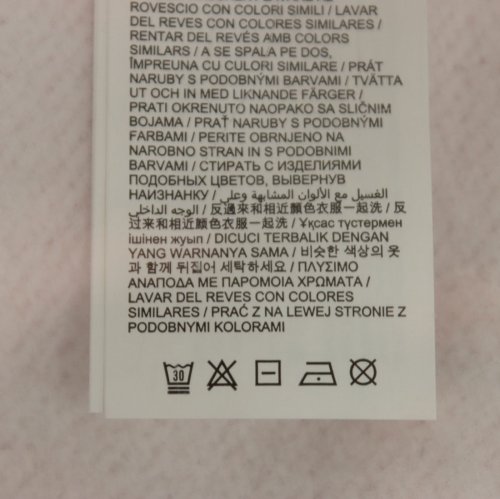 ROVESCIO CON COLORI SIMILI / LAVAR
DEL REVES CON COLORES SIMILARES /
RENTAR DEL REVÉS AMB COLORS
SIMILARS / A SE SPALA PE DOS,
ÎMPREUNA CU CULORI SIMILARE / PRÁT
NARUBY S PODOBNÝMI BARVAMI / TVÄTTA
UT OCH IN MED LIKNANDE FÄRGER /
PRATI OKRENUTO NAOPAKO SA SLIČNIM
BOJAMA / PRAŤ NARUBY S PODOBNÝMI
FARBAMI / PERITE OBRNJENO NA
NAROBNO STRAN IN S PODOBNIMI
BARVAMI / СТИРАТЬ С ИЗДЕЛИЯМИ
ПОДОБНЫХ ЦВЕТОВ, ВЫВЕРНУВ
НАИЗНАНКУ / الغسيل مع الألوان المشابهة وعلى
الوجه الداخلي / 反過來和相近顏色衣服一起洗 / 反
过来和相近颜色衣服一起洗 / Ұқсас түстермен
ішінен жуып / DICUCI TERBALIK DENGAN
YANG WARNANYA SAMA / 비슷한 색상의 옷
과 함께 뒤집어 세탁하세요 / ΠΛΥΣΙΜΟ
ΑΝΑΠΟΔΑ ΜΕ ΠΑΡΟΜΟΙΑ ΧΡΩΜΑΤΑ /
LAVAR DEL REVES CON COLORES
SIMILARES / PRAĆ Z NA LEWEJ STRONIE Z
PODOBNYMI KOLORAMI
30